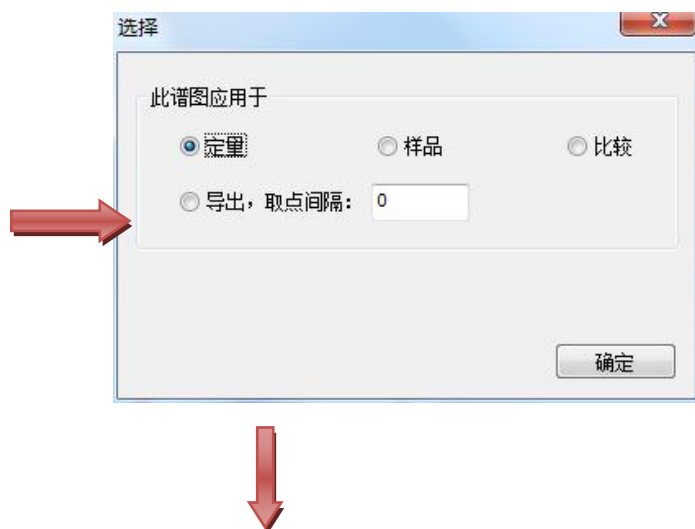 选择
此谱图应用于
定量 样品 比较
导出，取点间隔： 0
确定